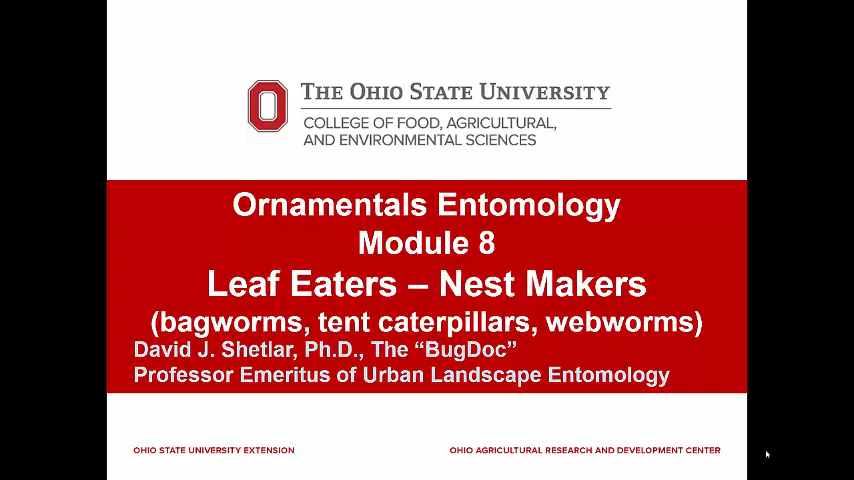 THE OHIO STATE UNIVERSITY
COLLEGE OF FOOD, AGRICULTURAL,
AND ENVIRONMENTAL SCIENCES
Ornamentals Entomology
Module 8
Leaf Eaters – Nest Makers
(bagworms, tent caterpillars, webworms)
David J. Shetlar, Ph.D., The “BugDoc”
Professor Emeritus of Urban Landscape Entomology
OHIO STATE UNIVERSITY EXTENSION
OHIO AGRICULTURAL RESEARCH AND DEVELOPMENT CENTER